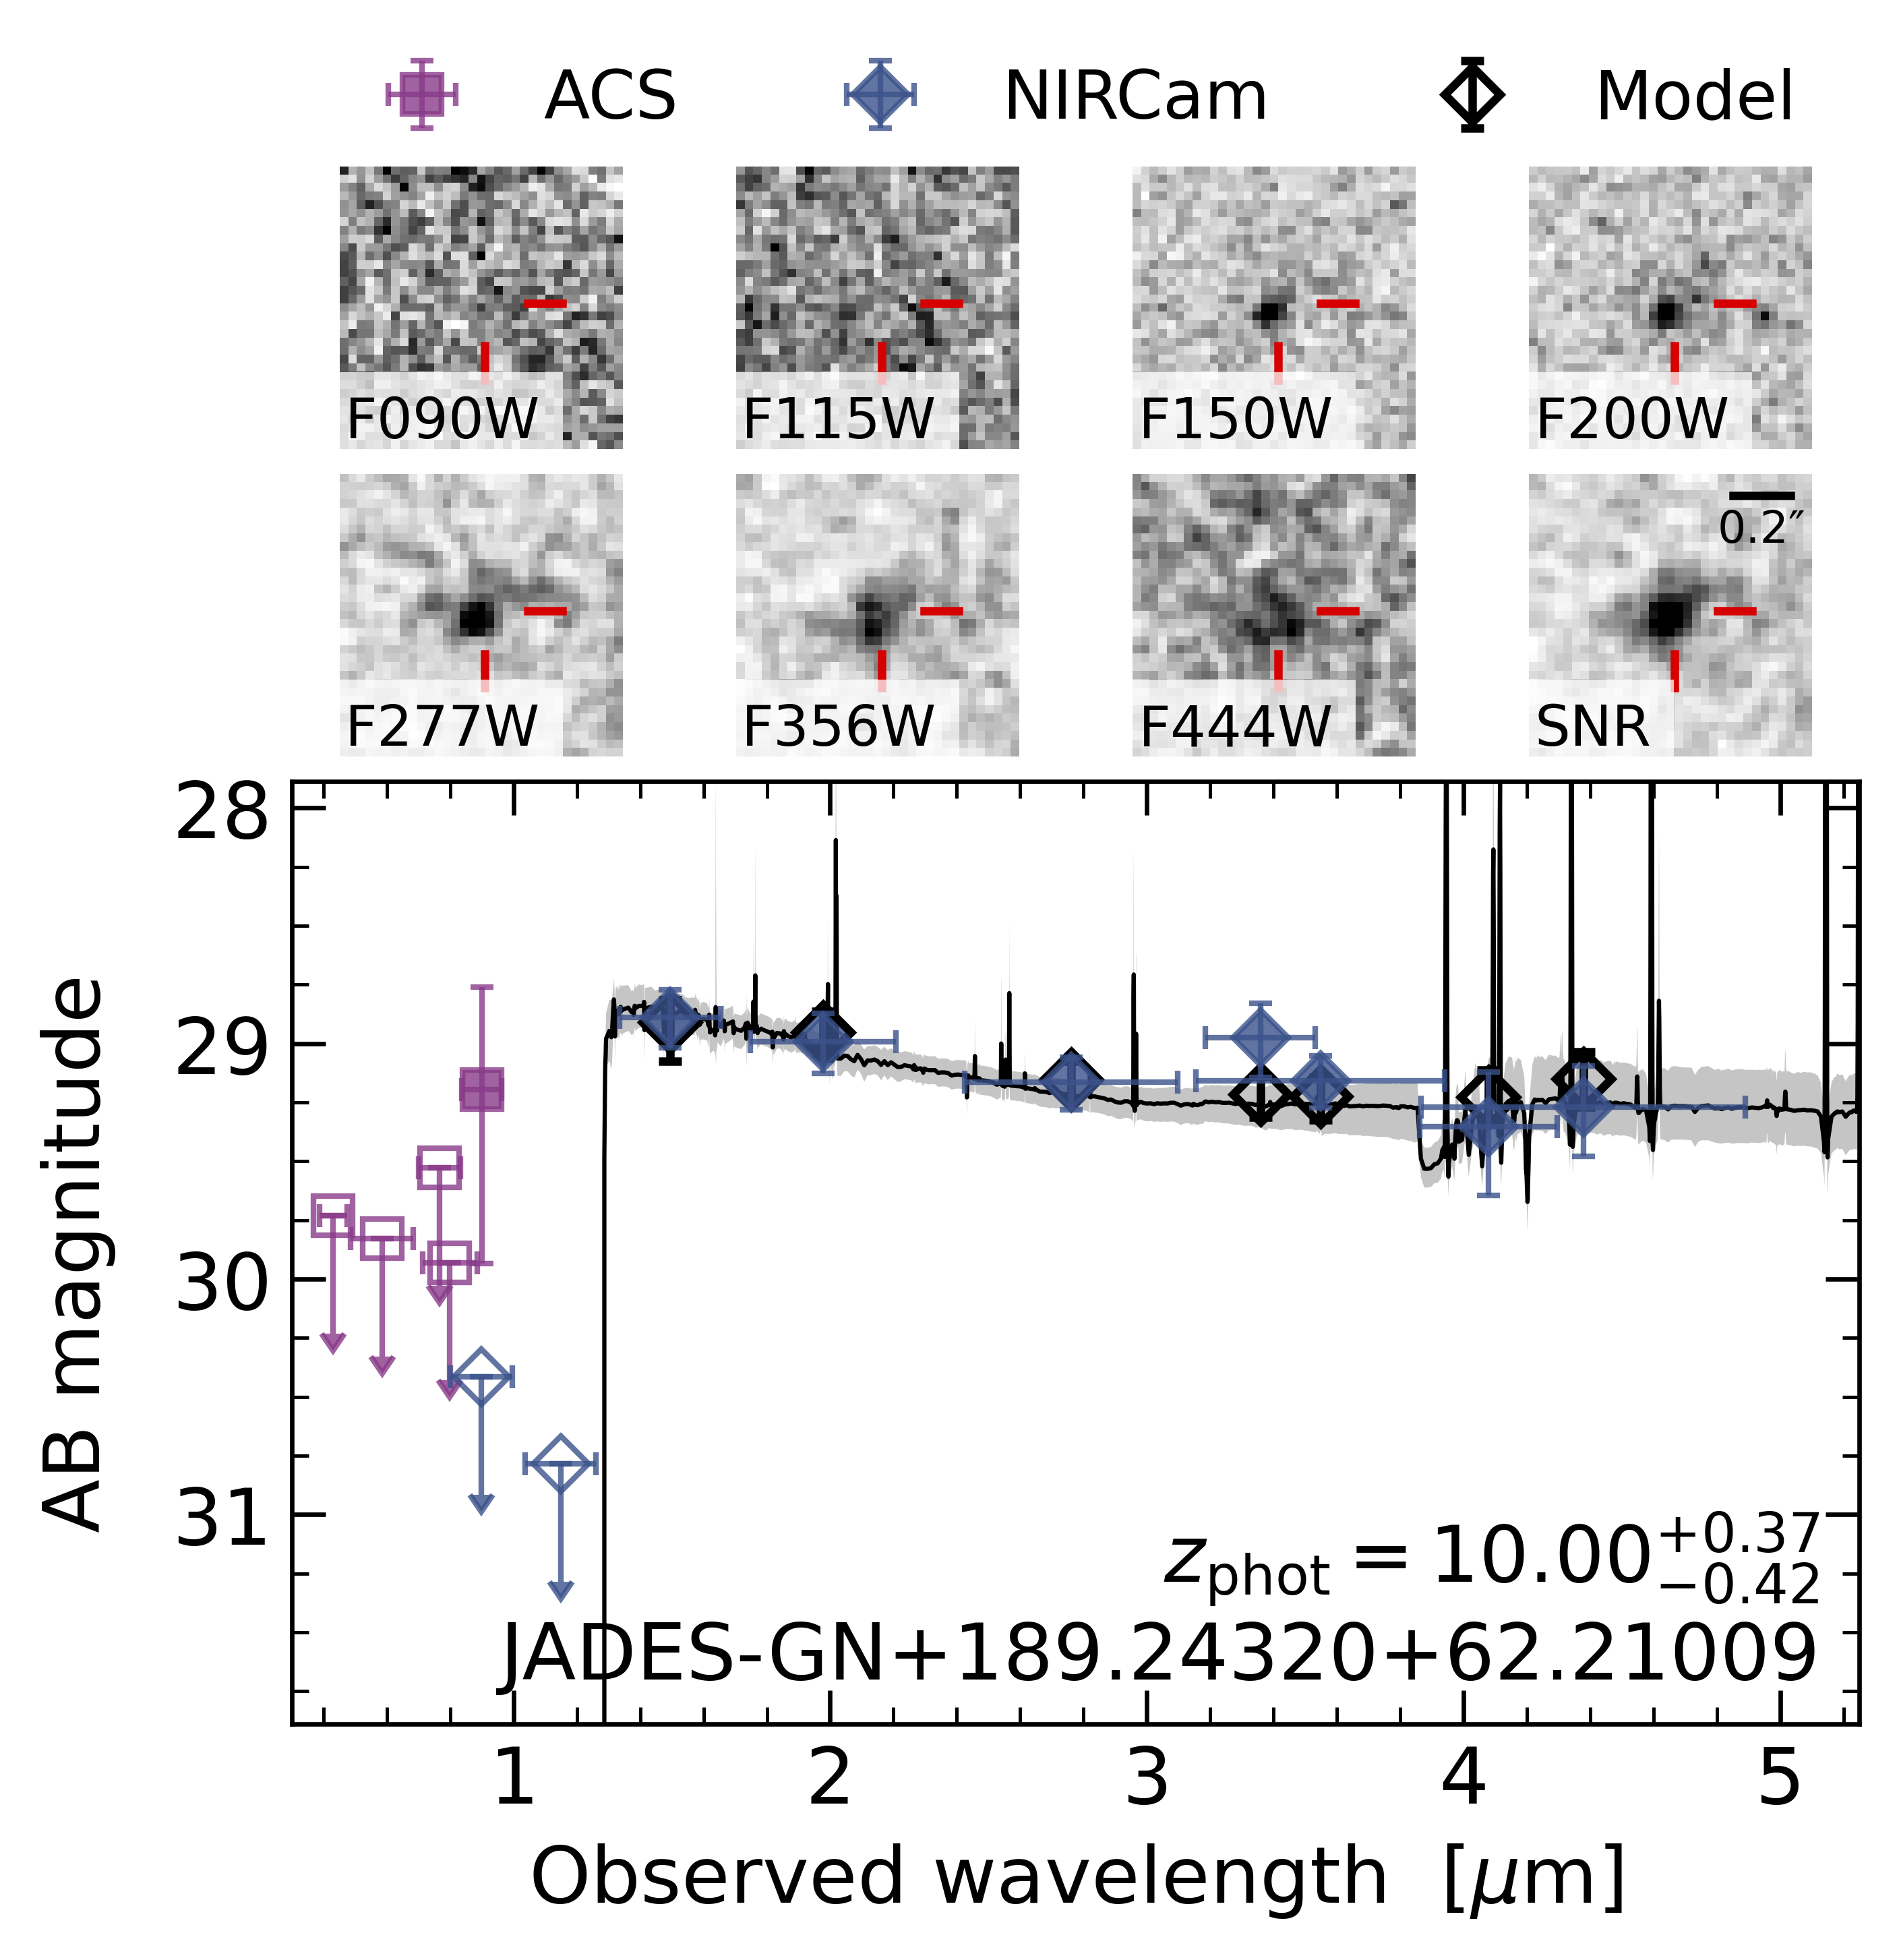 ACS NIRCam Model
F090W F115W F150W F200W
0.2″
F277W F356W F444W SNR
28
29
30
31
AB magnitude
z_phot = 10.00 +0.37 −0.42
JADES-GN+189.24320+62.21009
1 2 3 4 5
Observed wavelength [μm]